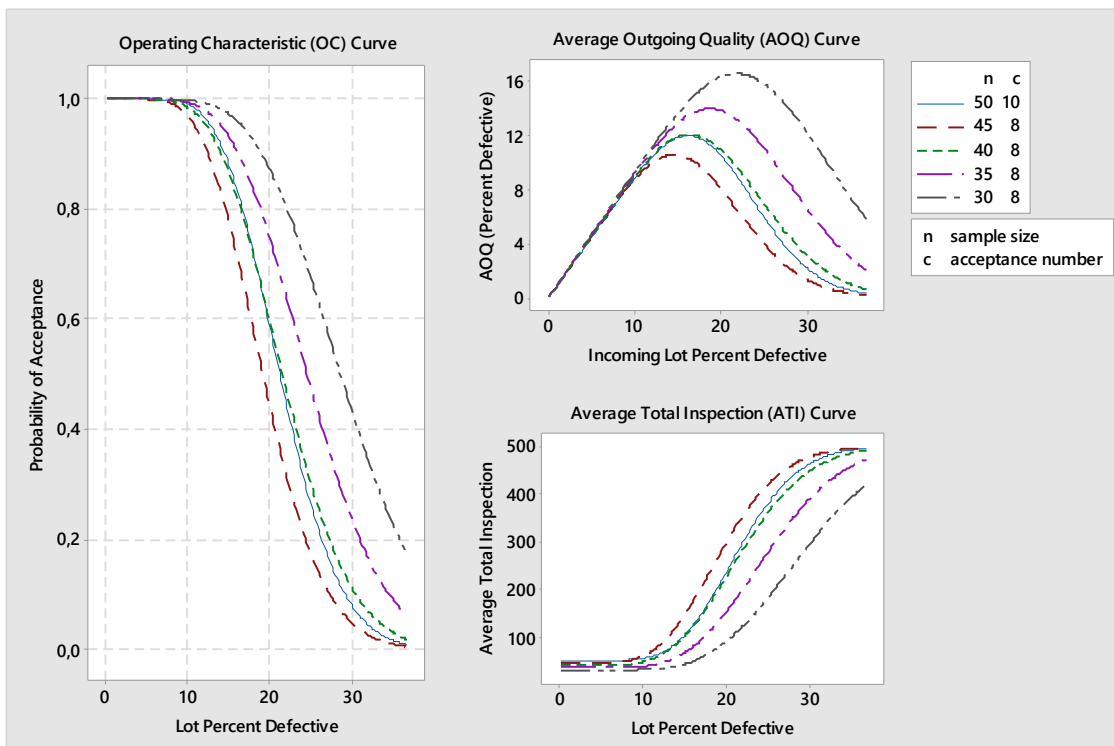 Operating Characteristic (OC) Curve
1,0
0,8
0,6
0,4
0,2
0,0
Probability of Acceptance
0 10 20 30
Lot Percent Defective
Average Outgoing Quality (AOQ) Curve
16
12
8
4
0
AOQ (Percent Defective)
0 10 20 30
Incoming Lot Percent Defective
n c
50 10
45 8
40 8
35 8
30 8
n sample size
c acceptance number
Average Total Inspection (ATI) Curve
500
400
300
200
100
Average Total Inspection
0 10 20 30
Lot Percent Defective